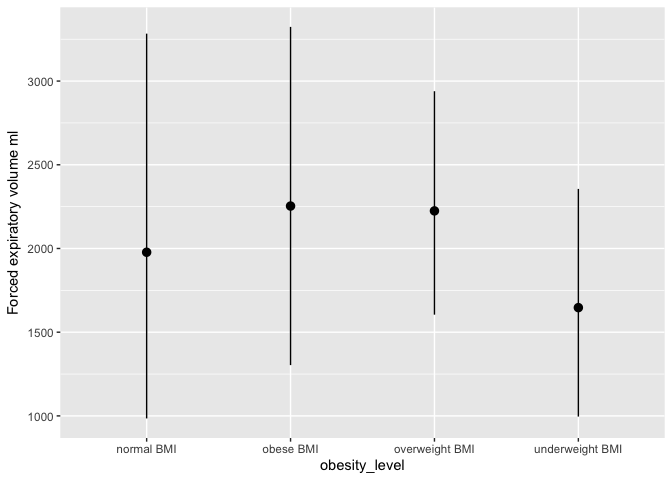 Forced expiratory volume ml
3000
2500
2000
1500
1000
normal BMI
obese BMI
overweight BMI
underweight BMI
obesity_level